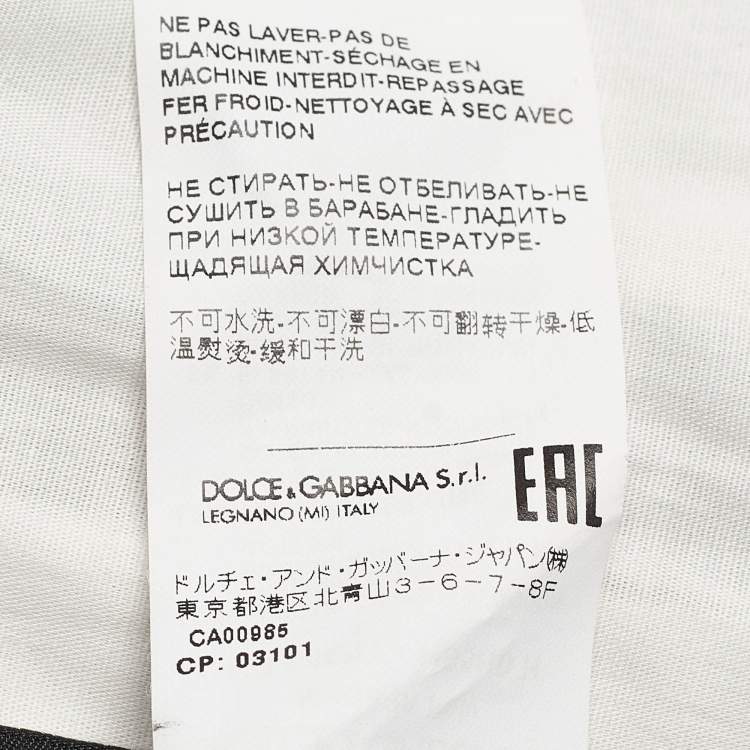 NE PAS LAVER-PAS DE
BLANCHIMENT-SÉCHAGE EN
MACHINE INTERDIT-REPASSAGE
FER FROID-NETTOYAGE À SEC AVEC
PRÉCAUTION
НЕ СТИРАТЬ-НЕ ОТБЕЛИВАТЬ-НЕ
СУШИТЬ В БАРАБАНЕ-ГЛАДИТЬ
ПРИ НИЗКОЙ ТЕМПЕРАТУРЕ-
ЩАДЯЩАЯ ХИМЧИСТКА
不可水洗-不可漂白-不可翻转干燥-低
温熨烫-缓和干洗
DOLCE & GABBANA S.r.l.
LEGNANO (MI) ITALY
EAC
ドルチェ・アンド・ガッバーナ・ジャパン㈱
東京都港区北青山3-6-7-8F
CA00985
CP: 03101